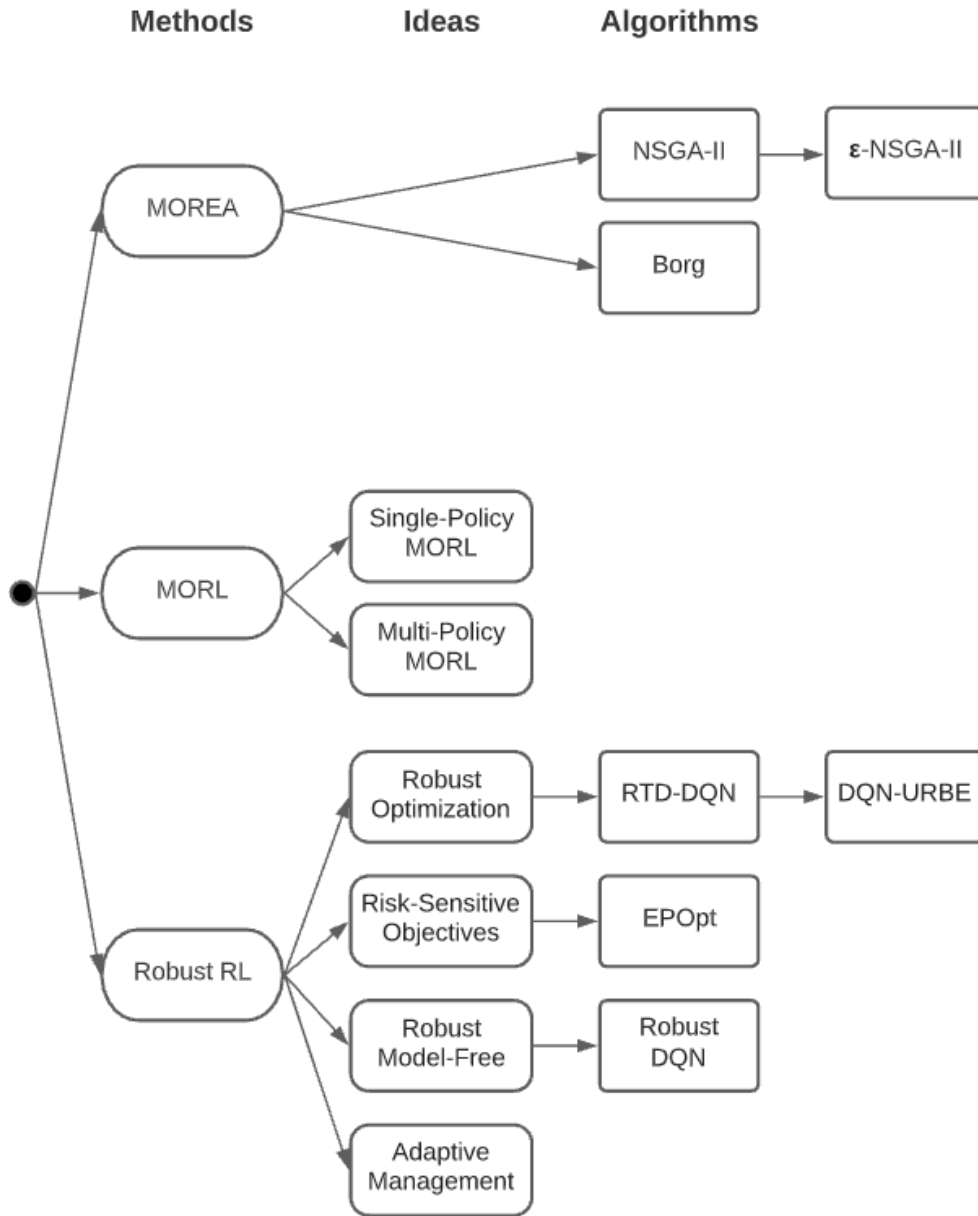 Methods
Ideas
Algorithms
MOREA
NSGA-II
ε-NSGA-II
Borg
MORL
Single-Policy
MORL
Multi-Policy
MORL
Robust RL
Robust
Optimization
RTD-DQN
DQN-URBE
Risk-Sensitive
Objectives
EPOpt
Robust
Model-Free
Robust
DQN
Adaptive
Management